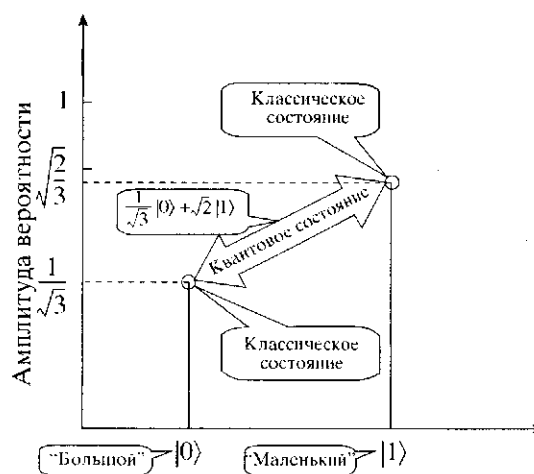 Амплитуда вероятности
1
√2/3
1/√3
Классическое
состояние
1/√3 |0⟩ + √2 |1⟩
Квантовое состояние
Классическое
состояние
"Большой" |0⟩ "Маленький" |1⟩